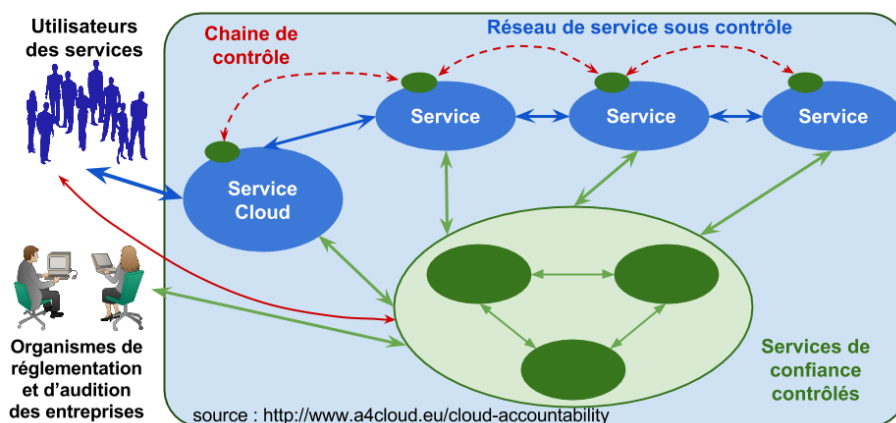 Utilisateurs
des services
Chaine de
contrôle
Réseau de service sous contrôle
Service
Service
Service
Service
Cloud
Organismes de
réglementation
et d'audition
des entreprises
Services de
confiance
contrôlés
source : http://www.a4cloud.eu/cloud-accountability